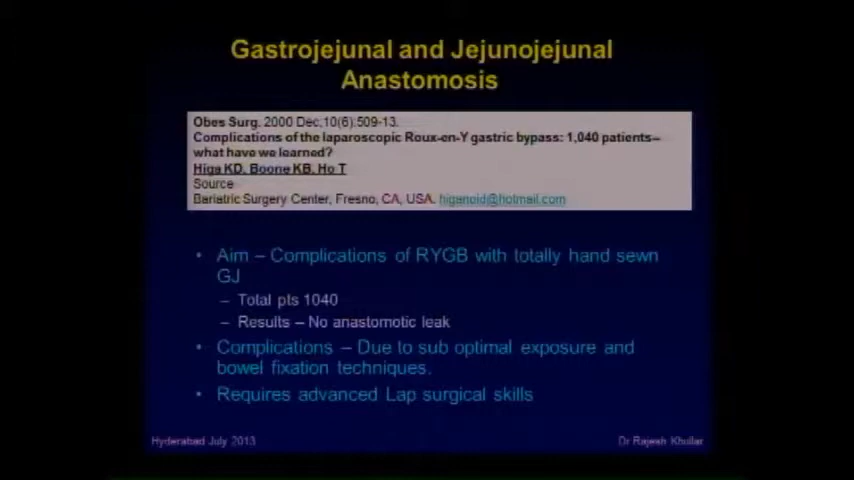 Gastrojejunal and Jejunojejunal
Anastomosis
Obes Surg. 2000 Dec;10(6):509-13.
Complications of the laparoscopic Roux-en-Y gastric bypass: 1,040 patients--
what have we learned?
Higa KD, Boone KB, Ho T
Source
Bariatric Surgery Center, Fresno, CA, USA. higanoid@hotmail.com
• Aim – Complications of RYGB with totally hand sewn
GJ
– Total pts 1040
– Results – No anastomotic leak
• Complications – Due to sub optimal exposure and
bowel fixation techniques.
• Requires advanced Lap surgical skills
Hyderabad July 2013
Dr Rajesh Khullar